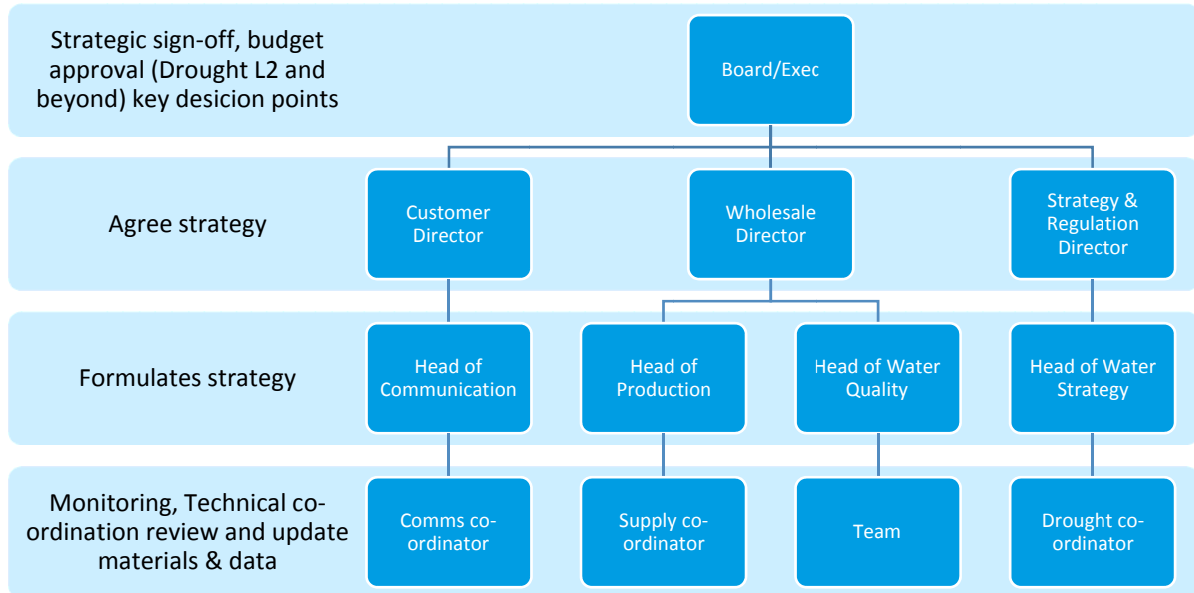 Strategic sign-off, budget
approval (Drought L2 and
beyond) key desicion points
Board/Exec
Agree strategy
Customer
Director
Wholesale
Director
Strategy &
Regulation
Director
Formulates strategy
Head of
Communication
Head of
Production
Head of Water
Quality
Head of Water
Strategy
Monitoring, Technical co-
ordination review and update
materials & data
Comms co-
ordinator
Supply co-
ordinator
Team
Drought co-
ordinator